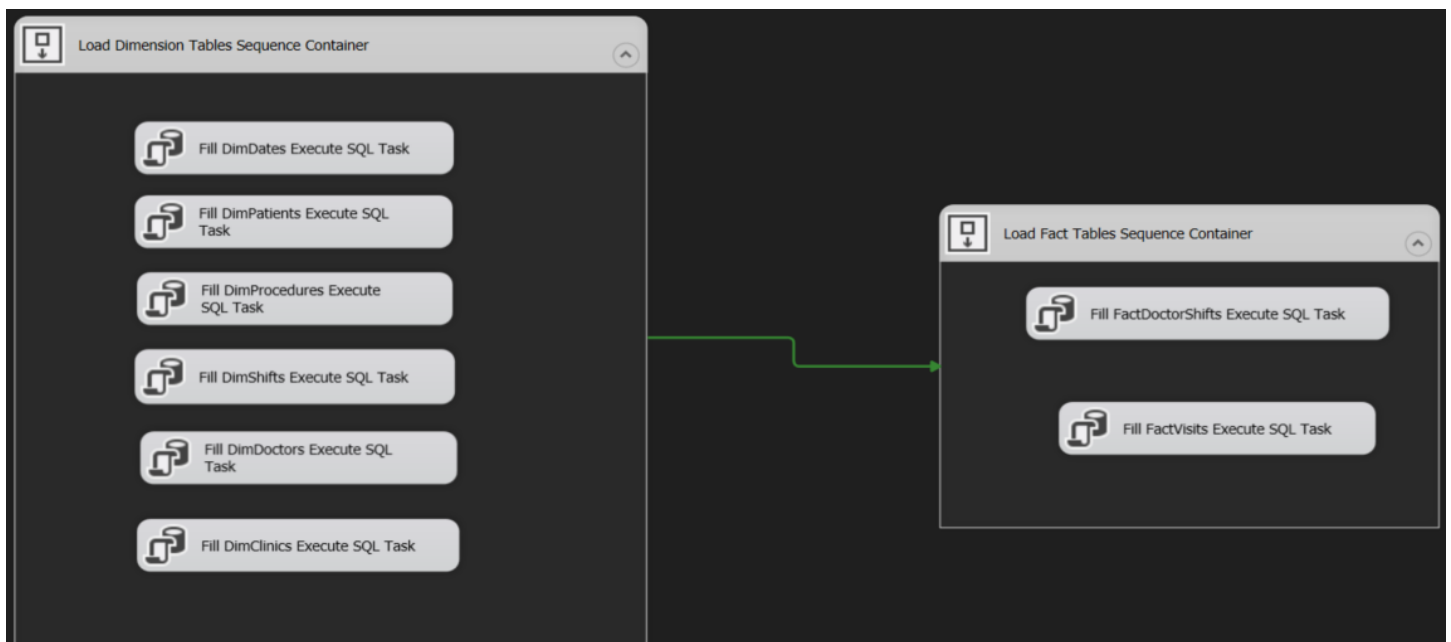 Load Dimension Tables Sequence Container
Fill DimDates Execute SQL Task
Fill DimPatients Execute SQL
Task
Fill DimProcedures Execute
SQL Task
Fill DimShifts Execute SQL Task
Fill DimDoctors Execute SQL
Task
Fill DimClinics Execute SQL Task
Load Fact Tables Sequence Container
Fill FactDoctorShifts Execute SQL Task
Fill FactVisits Execute SQL Task